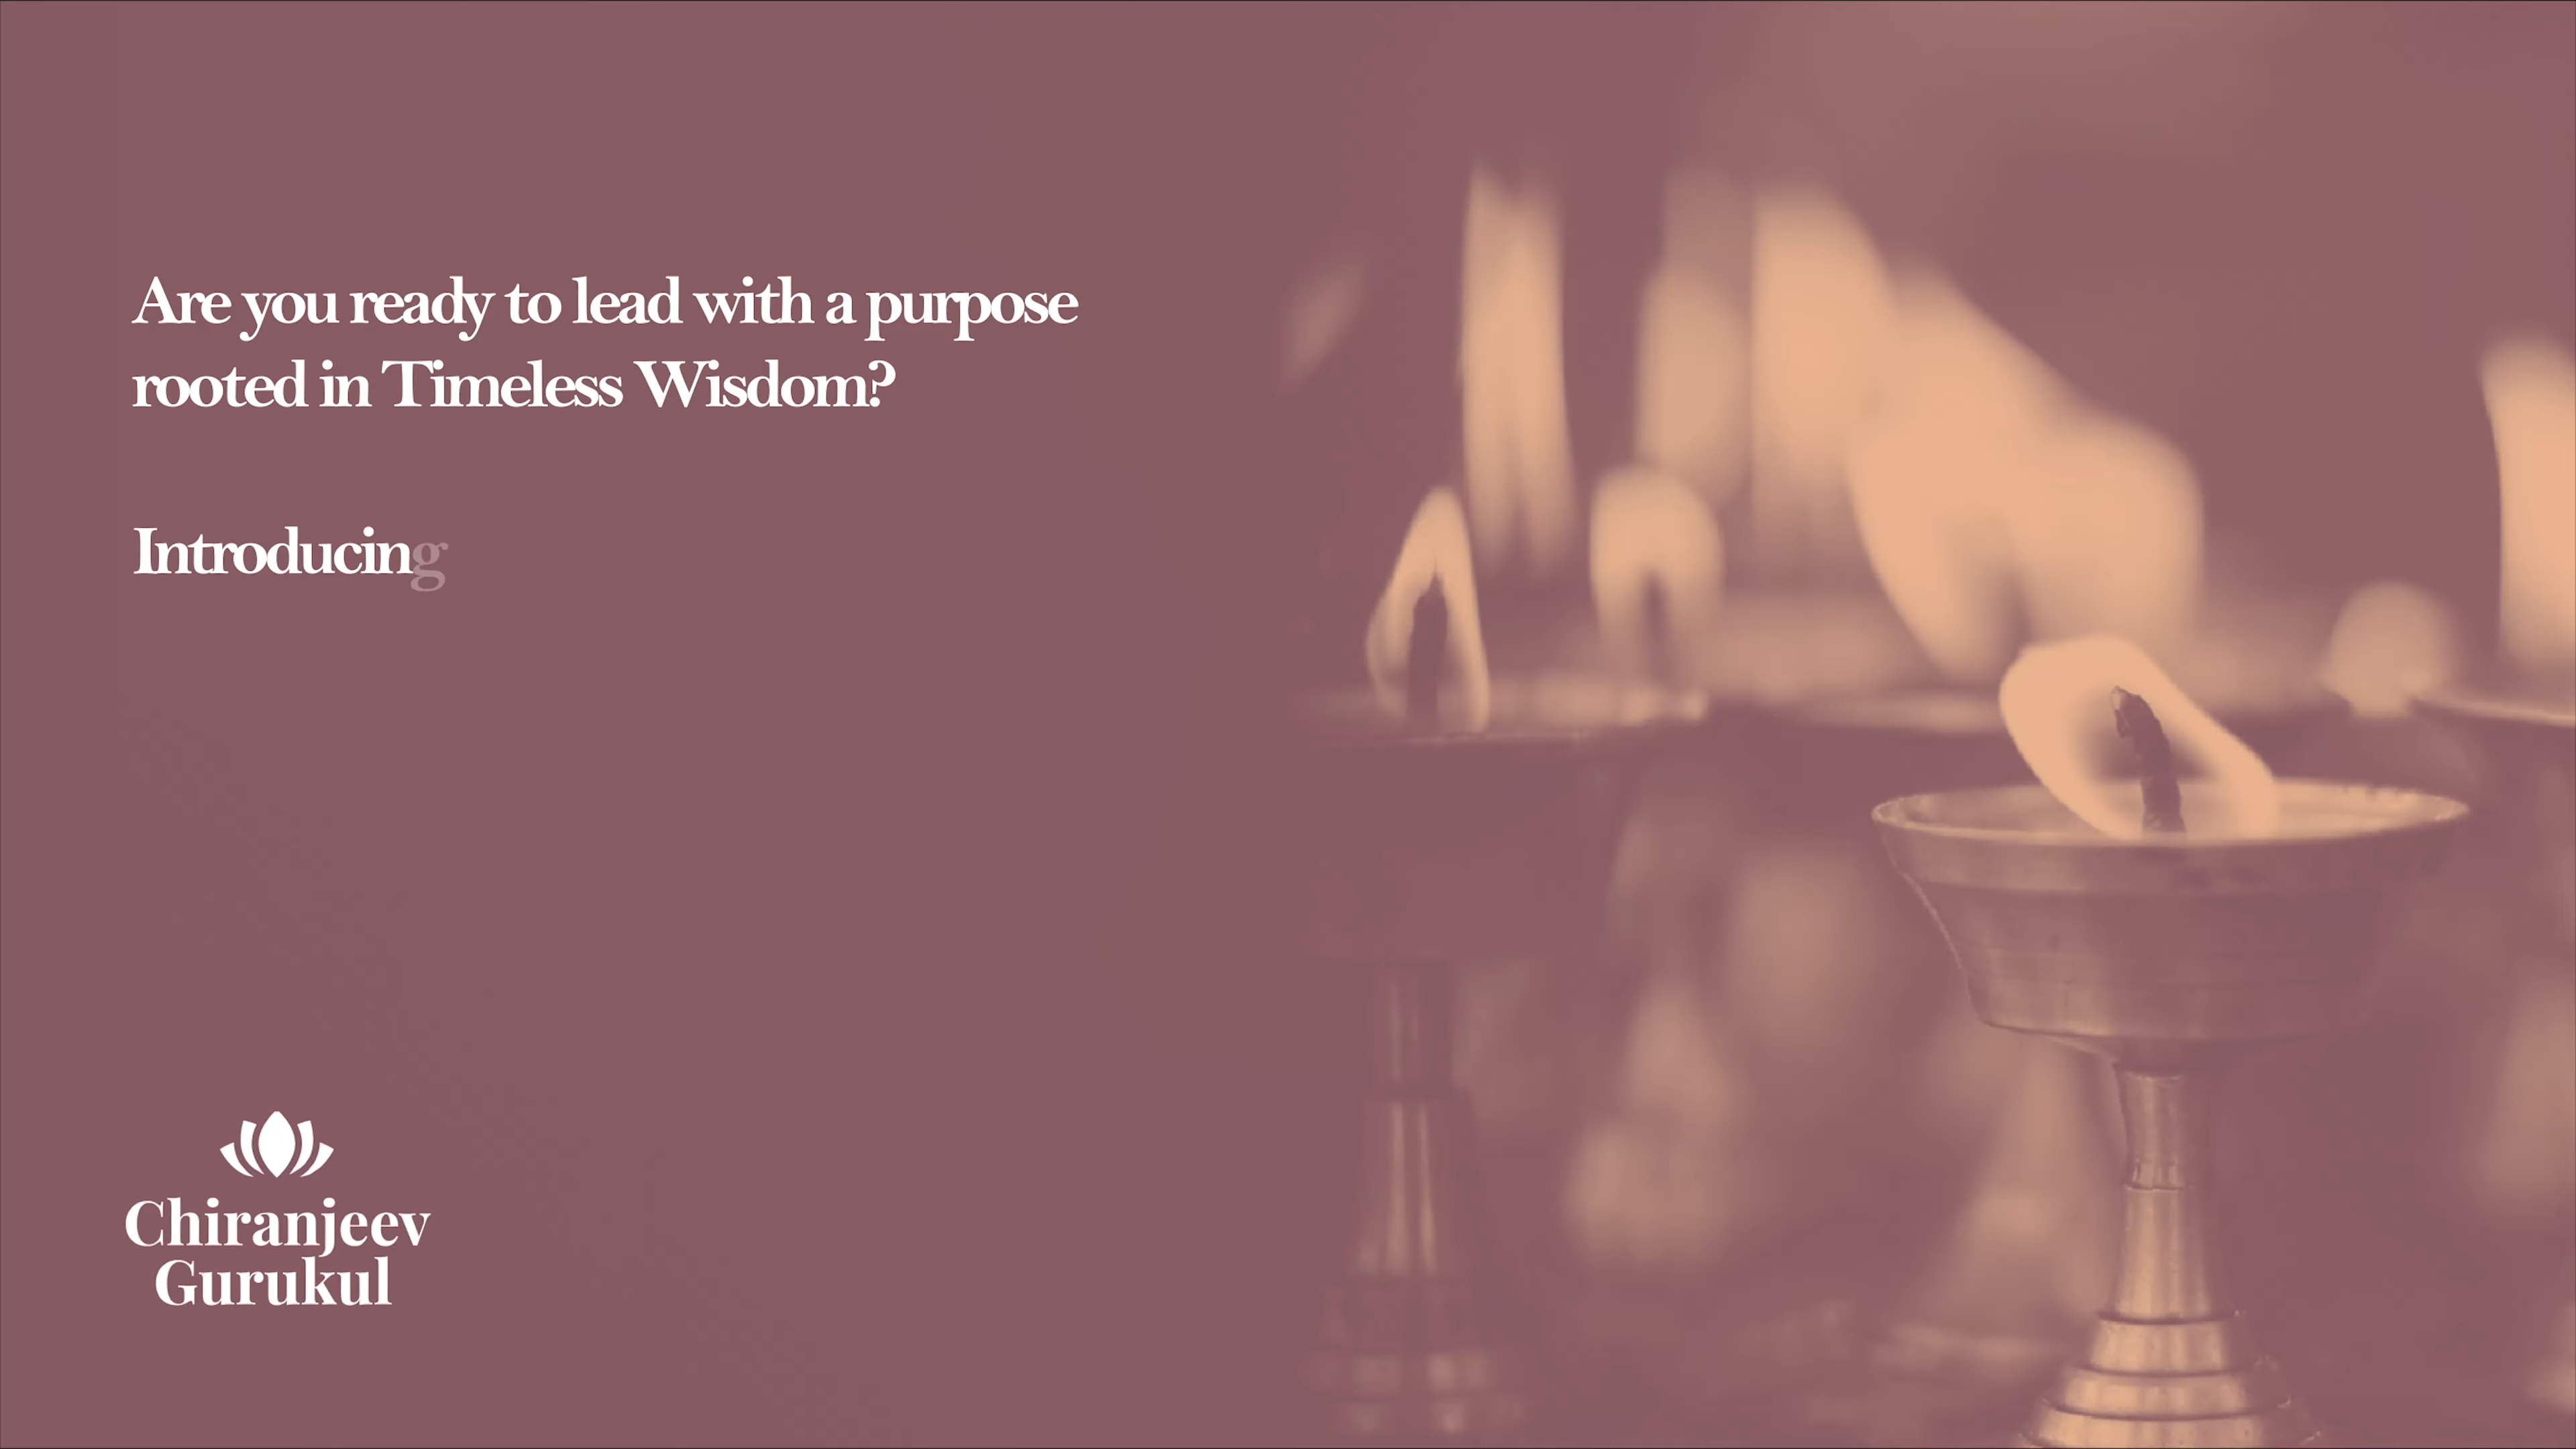 Are you ready to lead with a purpose
rooted in Timeless Wisdom?
Introducing
Chiranjeev
Gurukul